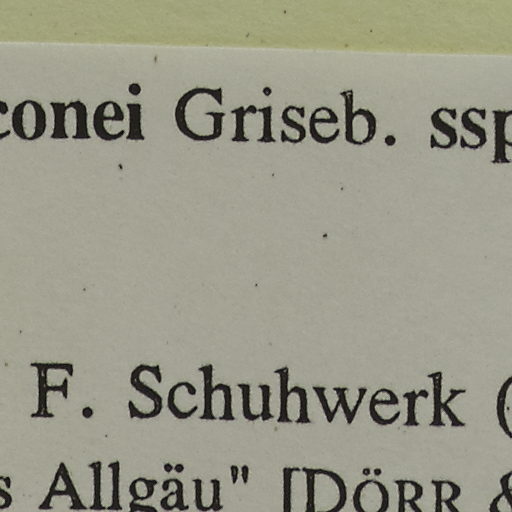 conei Griseb. ssp
F. Schuhwerk (
s Allgäu" [DÖRR &